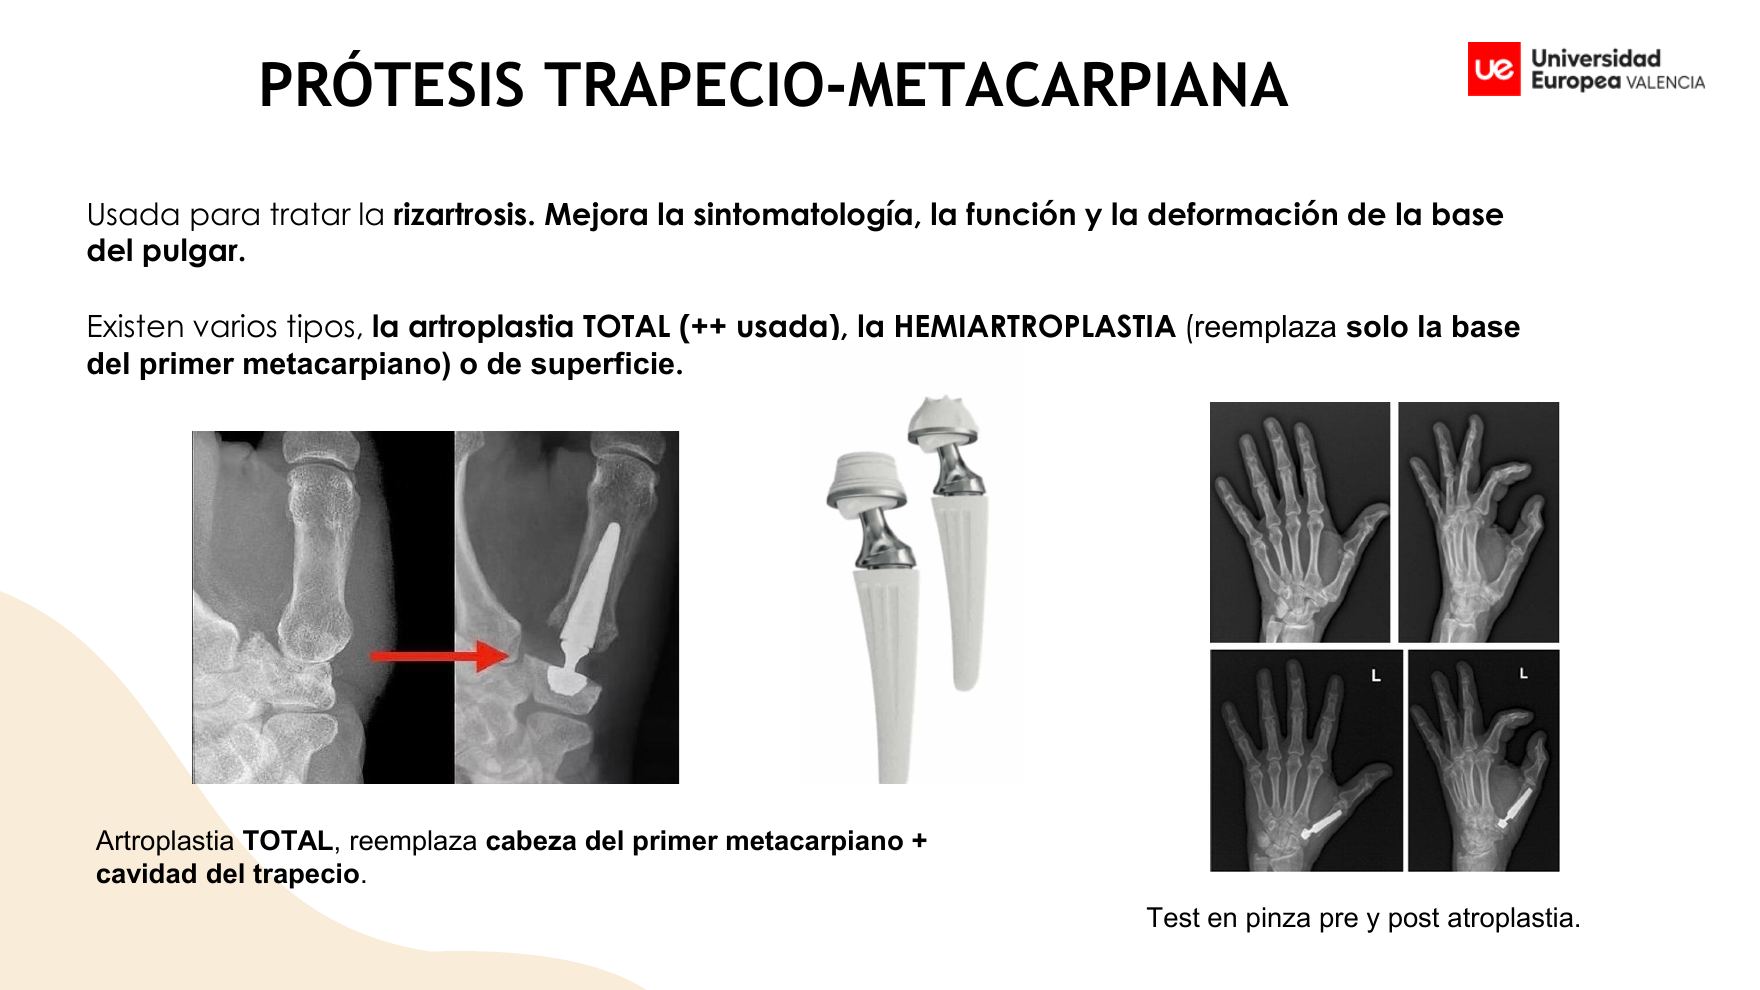 PRÓTESIS TRAPECIO-METACARPIANA
ue Universidad
Europea VALENCIA
Usada para tratar la rizartrosis. Mejora la sintomatología, la función y la deformación de la base
del pulgar.
Existen varios tipos, la artroplastia TOTAL (++ usada), la HEMIARTROPLASTIA (reemplaza solo la base
del primer metacarpiano) o de superficie.
L
L
Artroplastia TOTAL, reemplaza cabeza del primer metacarpiano +
cavidad del trapecio.
Test en pinza pre y post atroplastia.